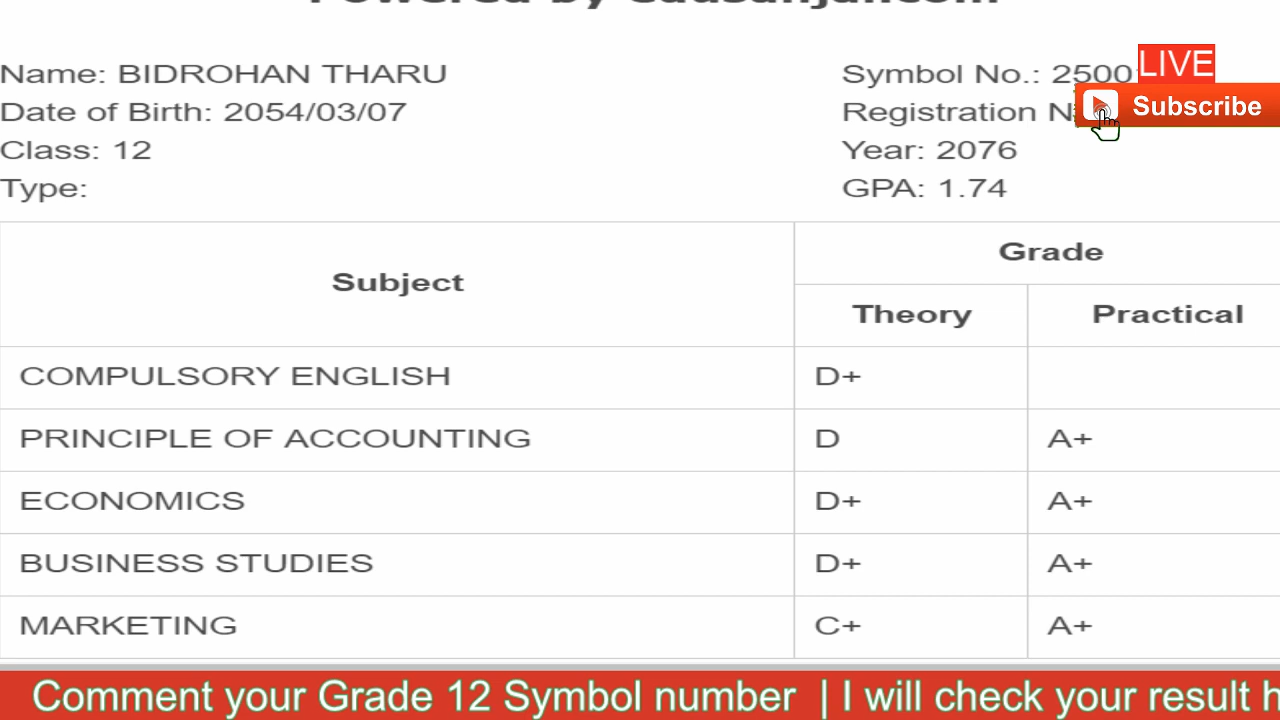 Powered by
Name: BIDROHAN THARU
Date of Birth: 2054/03/07
Class: 12
Type:
Symbol No.: 2500
LIVE
Registration
Subscribe
Year: 2076
GPA: 1.74
Subject
Grade
Theory
Practical
COMPULSORY ENGLISH D+
PRINCIPLE OF ACCOUNTING D A+
ECONOMICS D+ A+
BUSINESS STUDIES D+ A+
MARKETING C+ A+
Comment your Grade 12 Symbol number | I will check your result